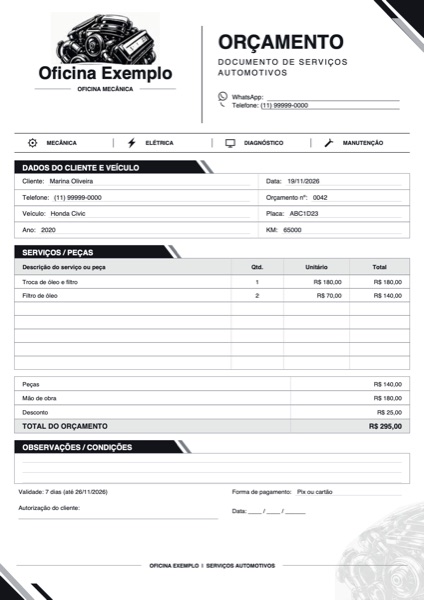 Oficina Exemplo
OFICINA MECÂNICA
ORÇAMENTO
DOCUMENTO DE SERVIÇOS
AUTOMOTIVOS
WhatsApp:
Telefone: (11) 99999-0000
MECÂNICA ELÉTRICA DIAGNÓSTICO MANUTENÇÃO
DADOS DO CLIENTE E VEÍCULO
Cliente: Marina Oliveira Data: 19/11/2026
Telefone: (11) 99999-0000 Orçamento nº: 0042
Veículo: Honda Civic Placa: ABC1D23
Ano: 2020 KM: 65000
SERVIÇOS / PEÇAS
Descrição do serviço ou peça Qtd. Unitário Total
Troca de óleo e filtro 1 R$ 180,00 R$ 180,00
Filtro de óleo 2 R$ 70,00 R$ 140,00
Peças R$ 140,00
Mão de obra R$ 180,00
Desconto R$ 25,00
TOTAL DO ORÇAMENTO R$ 295,00
OBSERVAÇÕES / CONDIÇÕES
Validade: 7 dias (até 26/11/2026) Forma de pagamento: Pix ou cartão
Autorização do cliente: Data: ____ / ____ / ______
OFICINA EXEMPLO | SERVIÇOS AUTOMOTIVOS